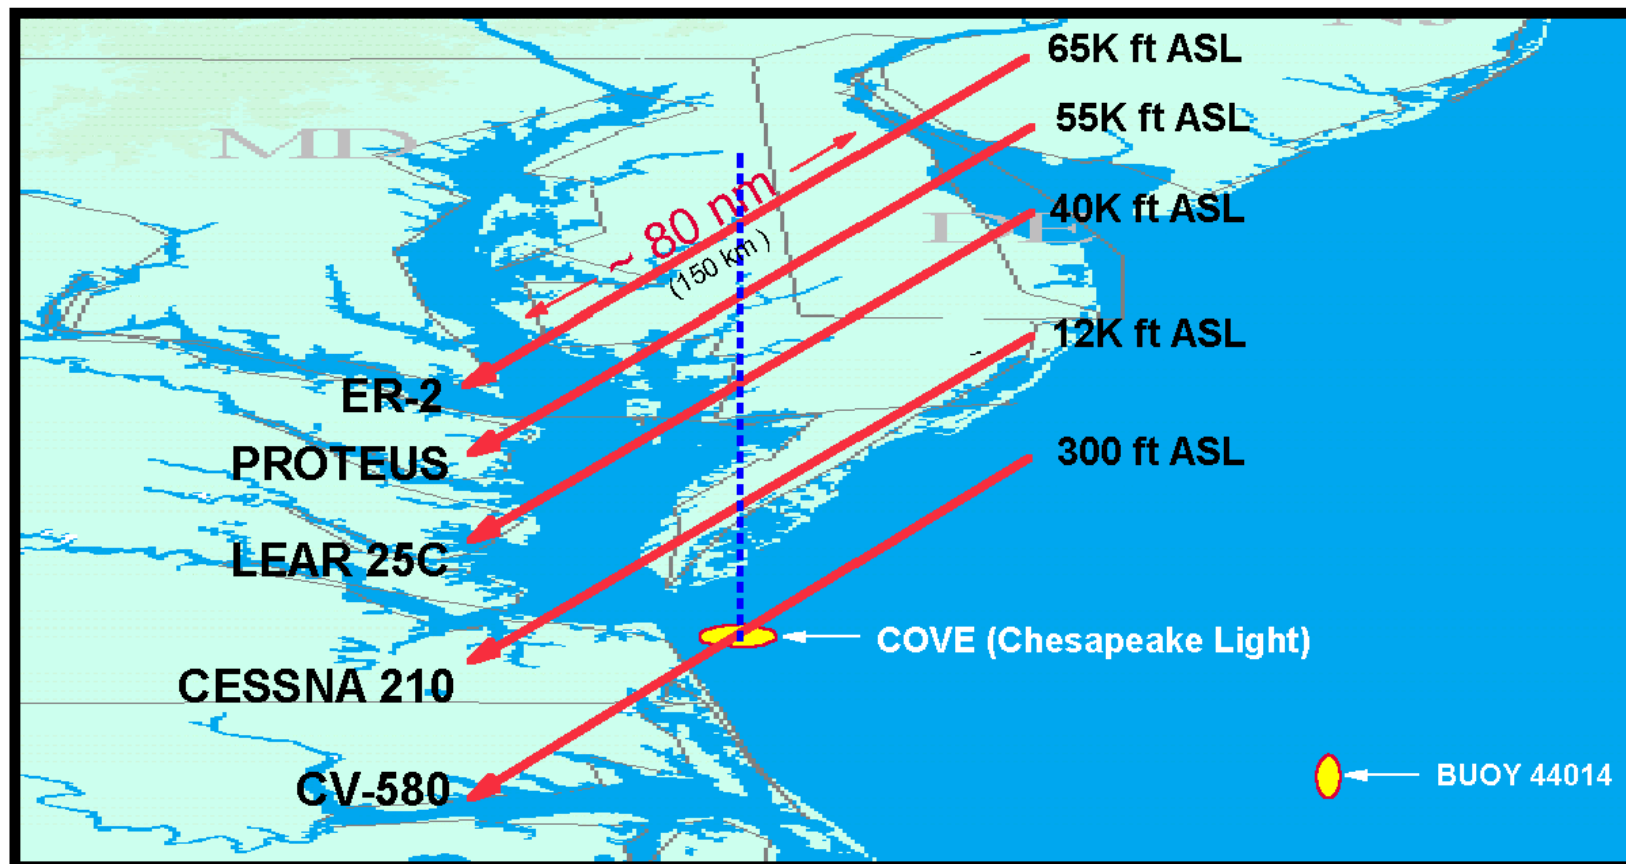 NJ
65K ft ASL
55K ft ASL
MD
~ 80 nm
(150 km)
40K ft ASL
DE
12K ft ASL
ER-2
PROTEUS
300 ft ASL
LEAR 25C
COVE (Chesapeake Light)
CESSNA 210
CV-580
BUOY 44014